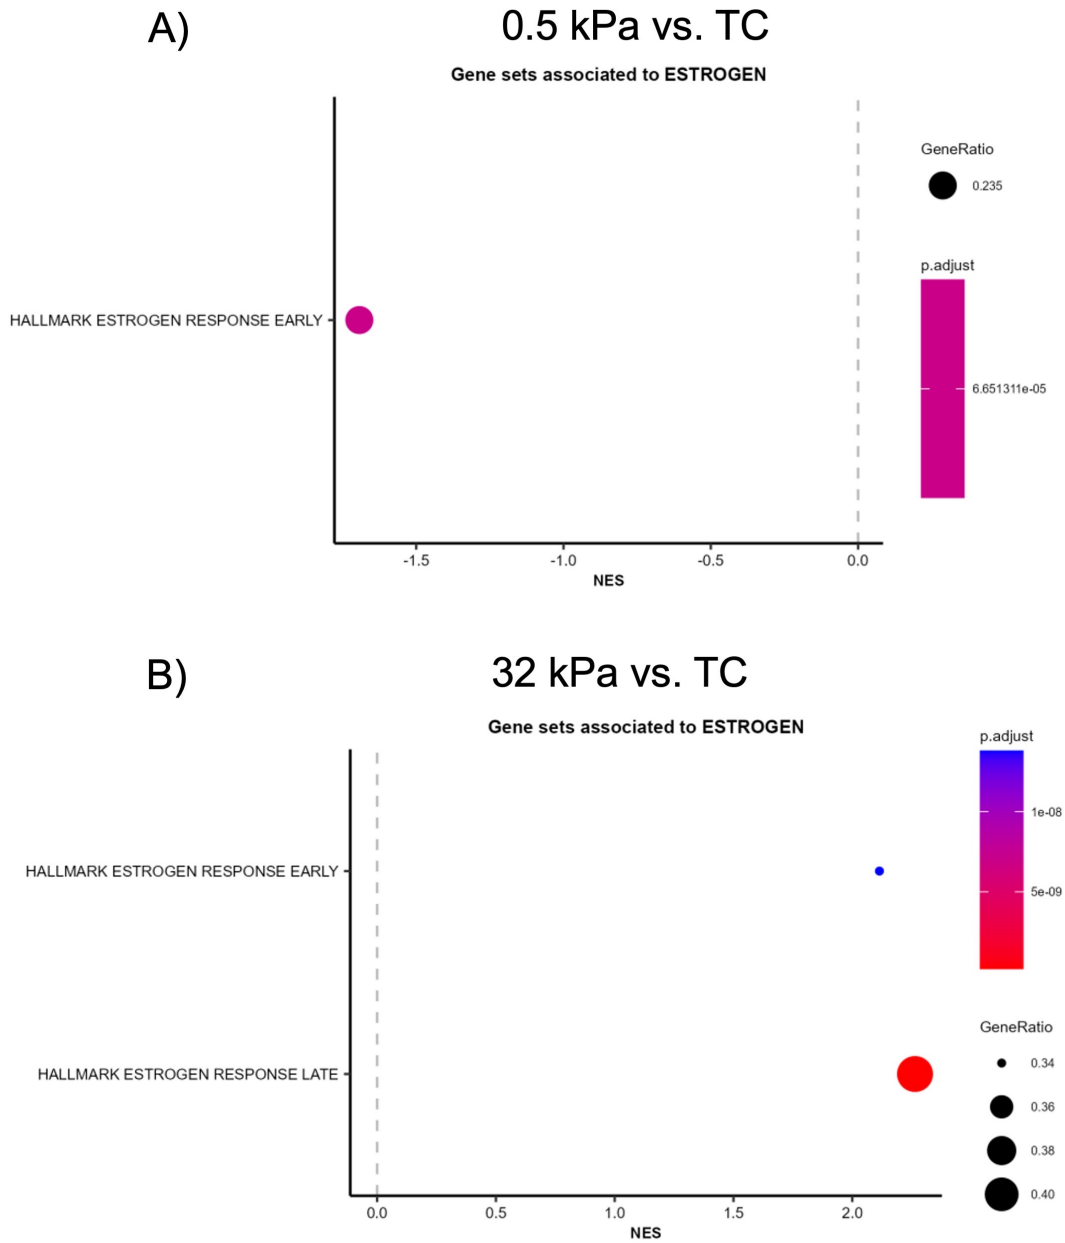 A)
0.5 kPa vs. TC
Gene sets associated to ESTROGEN
HALLMARK ESTROGEN RESPONSE EARLY
-1.5
-1.0
-0.5
0.0
NES
GeneRatio
0.235
p.adjust
6.651311e-05
B)
32 kPa vs. TC
Gene sets associated to ESTROGEN
HALLMARK ESTROGEN RESPONSE EARLY
HALLMARK ESTROGEN RESPONSE LATE
0.0
0.5
1.0
1.5
2.0
NES
p.adjust
1e-08
5e-09
GeneRatio
0.34
0.36
0.38
0.40